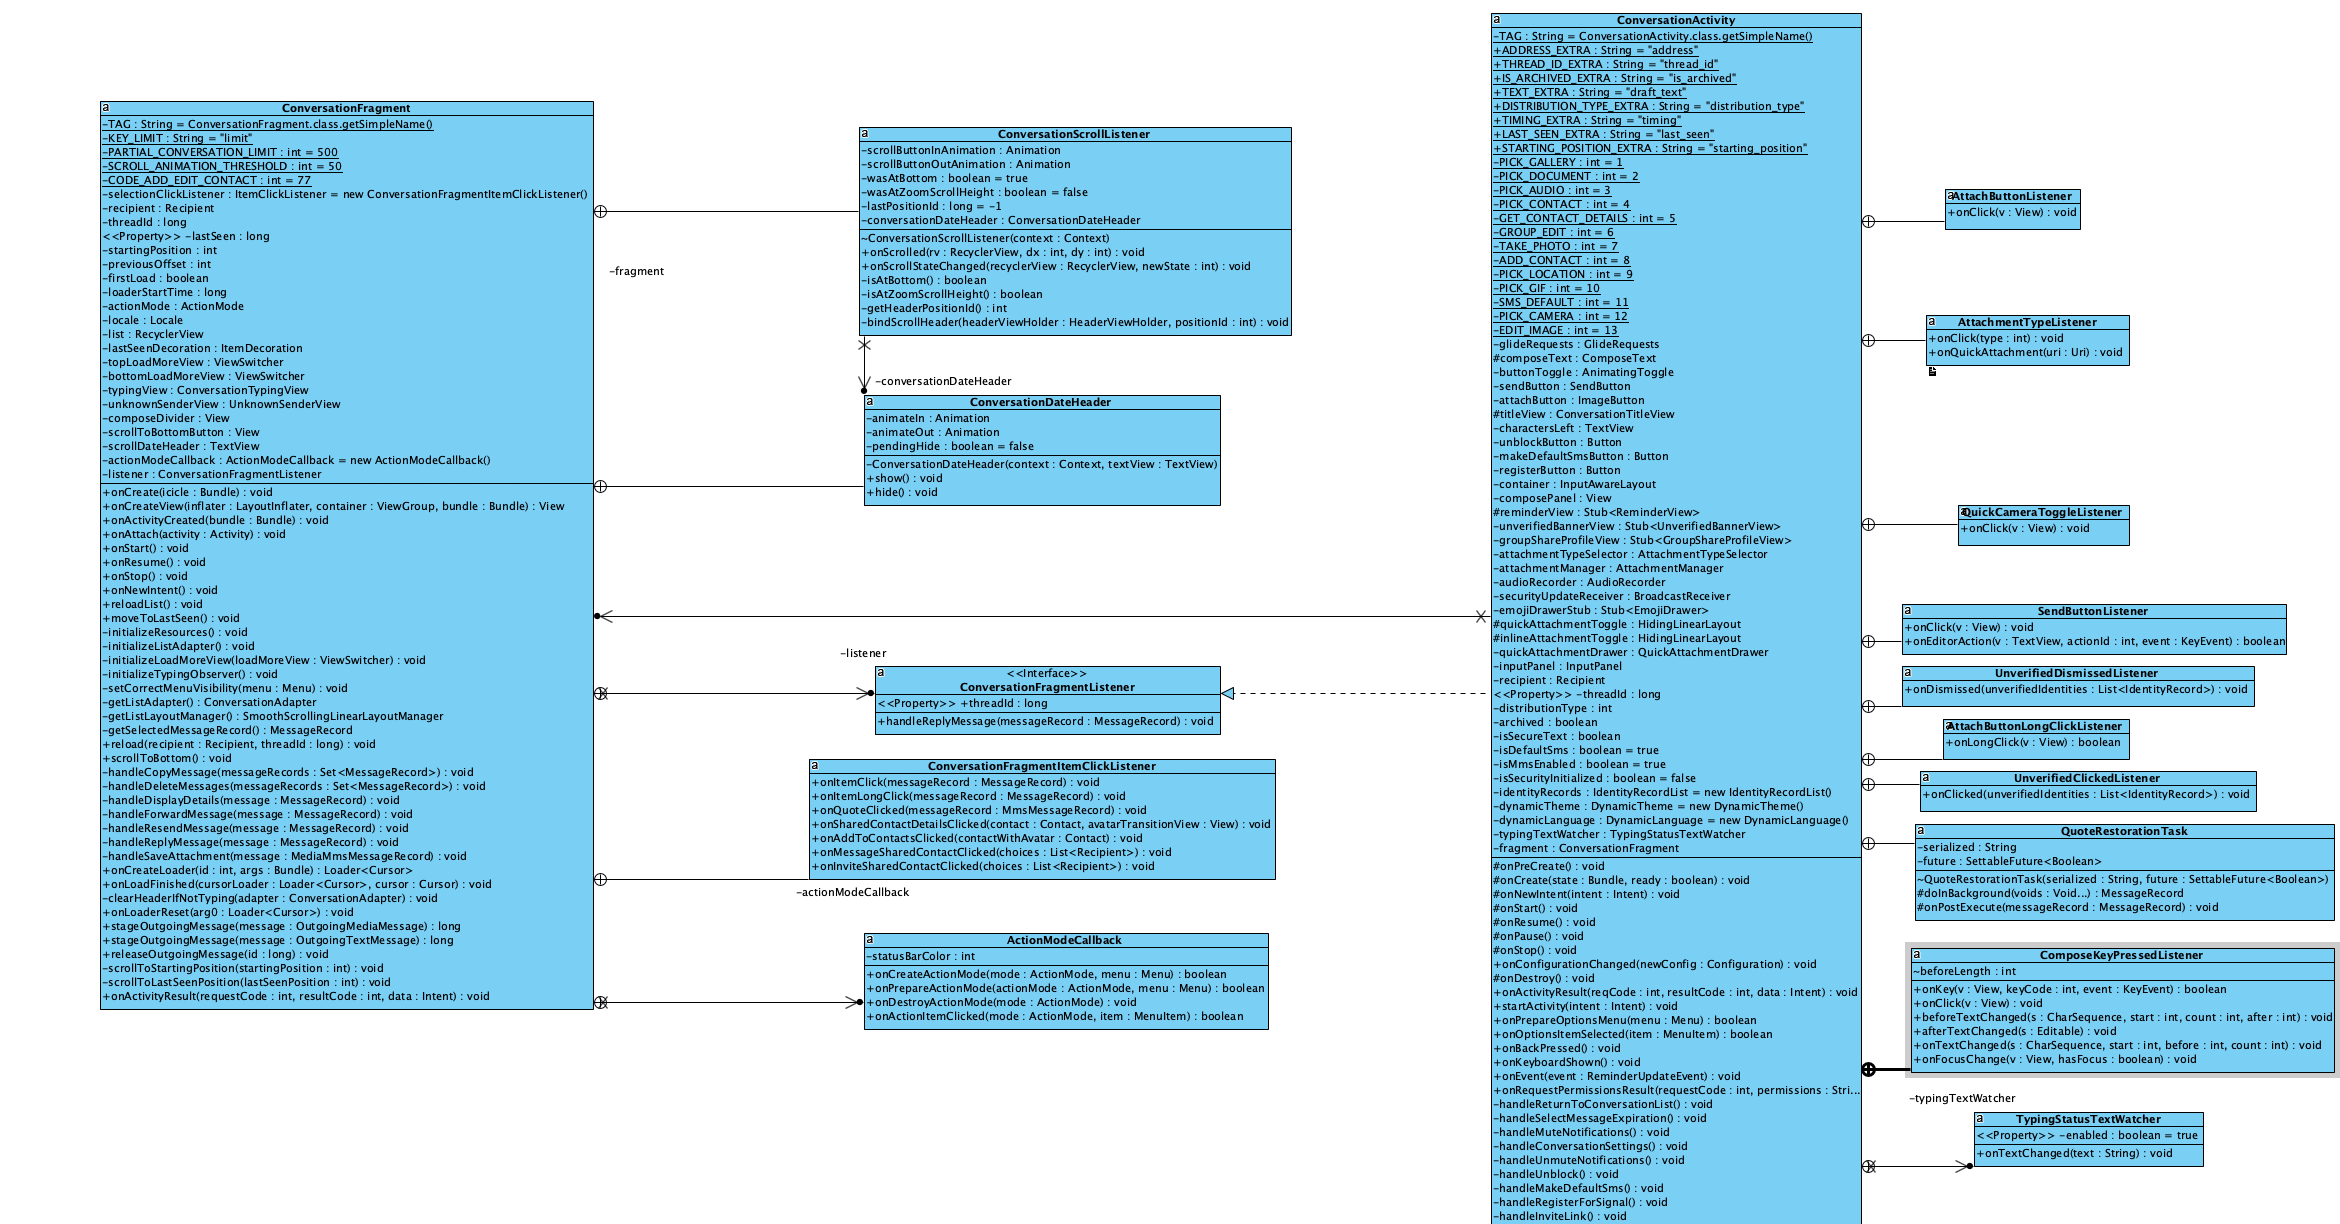 a
ConversationFragment
-TAG : String = ConversationFragment.class.getSimpleName()
-KEY_LIMIT : String = "limit"
-PARTIAL_CONVERSATION_LIMIT : int = 500
-SCROLL_ANIMATION_THRESHOLD : int = 50
-CODE_ADD_EDIT_CONTACT : int = 77
-selectionClickListener : ItemClickListener = new ConversationFragmentItemClickListener()
-recipient : Recipient
-threadId : long
<<Property>> -lastSeen : long
-startingPosition : int
-previousOffset : int
-firstLoad : boolean
-loaderStartTime : long
-actionMode : ActionMode
-locale : Locale
-list : RecyclerView
-lastSeenDecoration : ItemDecoration
-topLoadMoreView : ViewSwitcher
-bottomLoadMoreView : ViewSwitcher
-typingView : ConversationTypingView
-unknownSenderView : UnknownSenderView
-composeDivider : View
-scrollToBottomButton : View
-scrollDateHeader : TextView
-actionModeCallback : ActionModeCallback = new ActionModeCallback()
-listener : ConversationFragmentListener
+onCreate(icicle : Bundle) : void
+onCreateView(inflater : LayoutInflater, container : ViewGroup, bundle : Bundle) : View
+onActivityCreated(bundle : Bundle) : void
+onAttach(activity : Activity) : void
+onStart() : void
+onResume() : void
+onStop() : void
+onNewIntent() : void
+reloadList() : void
+moveToLastSeen() : void
-initializeResources() : void
-initializeListAdapter() : void
-initializeLoadMoreView(loadMoreView : ViewSwitcher) : void
-initializeTypingObserver() : void
-setCorrectMenuVisibility(menu : Menu) : void
-getListAdapter() : ConversationAdapter
-getListLayoutManager() : SmoothScrollingLinearLayoutManager
-getSelectedMessageRecord() : MessageRecord
+reload(recipient : Recipient, threadId : long) : void
+scrollToBottom() : void
-handleCopyMessage(messageRecords : Set<MessageRecord>) : void
-handleDeleteMessages(messageRecords : Set<MessageRecord>) : void
-handleDisplayDetails(message : MessageRecord) : void
-handleForwardMessage(message : MessageRecord) : void
-handleResendMessage(message : MessageRecord) : void
-handleReplyMessage(message : MessageRecord) : void
-handleSaveAttachment(message : MediaMmsMessageRecord) : void
+onCreateLoader(id : int, args : Bundle) : Loader<Cursor>
+onLoadFinished(cursorLoader : Loader<Cursor>, cursor : Cursor) : void
-clearHeaderIfNotTyping(adapter : ConversationAdapter) : void
+onLoaderReset(arg0 : Loader<Cursor>) : void
+stageOutgoingMessage(message : OutgoingMediaMessage) : long
+stageOutgoingMessage(message : OutgoingTextMessage) : long
+releaseOutgoingMessage(id : long) : void
-scrollToStartingPosition(startingPosition : int) : void
-scrollToLastSeenPosition(lastSeenPosition : int) : void
+onActivityResult(requestCode : int, resultCode : int, data : Intent) : void
-fragment
a
ConversationScrollListener
-scrollButtonInAnimation : Animation
-scrollButtonOutAnimation : Animation
-wasAtBottom : boolean = true
-wasAtZoomScrollHeight : boolean = false
-lastPositionId : long = -1
-conversationDateHeader : ConversationDateHeader
~ConversationScrollListener(context : Context)
+onScrolled(rv : RecyclerView, dx : int, dy : int) : void
+onScrollStateChanged(recyclerView : RecyclerView, newState : int) : void
-isAtBottom() : boolean
-isAtZoomScrollHeight() : boolean
-getHeaderPositionId() : int
-bindScrollHeader(headerViewHolder : HeaderViewHolder, positionId : int) : void
-conversationDateHeader
a
ConversationDateHeader
-animateIn : Animation
-animateOut : Animation
-pendingHide : boolean = false
-ConversationDateHeader(context : Context, textView : TextView)
+show() : void
+hide() : void
-listener
a
<<Interface>>
ConversationFragmentListener
<<Property>> +threadId : long
+handleReplyMessage(messageRecord : MessageRecord) : void
a
ConversationFragmentItemClickListener
+onItemClick(messageRecord : MessageRecord) : void
+onItemLongClick(messageRecord : MessageRecord) : void
+onQuoteClicked(messageRecord : MmsMessageRecord) : void
+onSharedContactDetailsClicked(contact : Contact, avatarTransitionView : View) : void
+onAddToContactsClicked(contactWithAvatar : Contact) : void
+onMessageSharedContactClicked(choices : List<Recipient>) : void
+onInviteSharedContactClicked(choices : List<Recipient>) : void
-actionModeCallback
a
ActionModeCallback
-statusBarColor : int
+onCreateActionMode(mode : ActionMode, menu : Menu) : boolean
+onPrepareActionMode(actionMode : ActionMode, menu : Menu) : boolean
+onDestroyActionMode(mode : ActionMode) : void
+onActionItemClicked(mode : ActionMode, item : MenuItem) : boolean
a
ConversationActivity
-TAG : String = ConversationActivity.class.getSimpleName()
+ADDRESS_EXTRA : String = "address"
+THREAD_ID_EXTRA : String = "thread_id"
+IS_ARCHIVED_EXTRA : String = "is_archived"
+TEXT_EXTRA : String = "draft_text"
+DISTRIBUTION_TYPE_EXTRA : String = "distribution_type"
+TIMING_EXTRA : String = "timing"
+LAST_SEEN_EXTRA : String = "last_seen"
+STARTING_POSITION_EXTRA : String = "starting_position"
-PICK_GALLERY : int = 1
-PICK_DOCUMENT : int = 2
-PICK_AUDIO : int = 3
-PICK_CONTACT : int = 4
-GET_CONTACT_DETAILS : int = 5
-GROUP_EDIT : int = 6
-TAKE_PHOTO : int = 7
-ADD_CONTACT : int = 8
-PICK_LOCATION : int = 9
-PICK_GIF : int = 10
-SMS_DEFAULT : int = 11
-PICK_CAMERA : int = 12
-EDIT_IMAGE : int = 13
-glideRequests : GlideRequests
#composeText : ComposeText
-buttonToggle : AnimatingToggle
-sendButton : SendButton
-attachButton : ImageButton
#titleView : ConversationTitleView
-charactersLeft : TextView
-unblockButton : Button
-makeDefaultSmsButton : Button
-registerButton : Button
-container : InputAwareLayout
-composePanel : View
#reminderView : Stub<ReminderView>
-unverifiedBannerView : Stub<UnverifiedBannerView>
-groupShareProfileView : Stub<GroupShareProfileView>
-attachmentTypeSelector : AttachmentTypeSelector
-attachmentManager : AttachmentManager
-audioRecorder : AudioRecorder
-securityUpdateReceiver : BroadcastReceiver
-emojiDrawerStub : Stub<EmojiDrawer>
#quickAttachmentToggle : HidingLinearLayout
#inlineAttachmentToggle : HidingLinearLayout
-quickAttachmentDrawer : QuickAttachmentDrawer
-inputPanel : InputPanel
-recipient : Recipient
<<Property>> -threadId : long
-distributionType : int
-archived : boolean
-isSecureText : boolean
-isDefaultSms : boolean = true
-isMmsEnabled : boolean = true
-isSecurityInitialized : boolean = false
-identityRecords : IdentityRecordList = new IdentityRecordList()
-dynamicTheme : DynamicTheme = new DynamicTheme()
-dynamicLanguage : DynamicLanguage = new DynamicLanguage()
-typingTextWatcher : TypingStatusTextWatcher
-fragment : ConversationFragment
#onPreCreate() : void
#onCreate(state : Bundle, ready : boolean) : void
#onNewIntent(intent : Intent) : void
#onStart() : void
#onResume() : void
#onPause() : void
#onStop() : void
+onConfigurationChanged(newConfig : Configuration) : void
#onDestroy() : void
+onActivityResult(reqCode : int, resultCode : int, data : Intent) : void
+startActivity(intent : Intent) : void
+onPrepareOptionsMenu(menu : Menu) : boolean
+onOptionsItemSelected(item : MenuItem) : boolean
+onBackPressed() : void
+onKeyboardShown() : void
+onEvent(event : ReminderUpdateEvent) : void
+onRequestPermissionsResult(requestCode : int, permissions : Stri...
-handleReturnToConversationList() : void
-handleSelectMessageExpiration() : void
-handleMuteNotifications() : void
-handleConversationSettings() : void
-handleUnmuteNotifications() : void
-handleUnblock() : void
-handleMakeDefaultSms() : void
-handleRegisterForSignal() : void
-handleInviteLink() : void
a
AttachButtonListener
+onClick(v : View) : void
a
AttachmentTypeListener
+onClick(type : int) : void
+onQuickAttachment(uri : Uri) : void
a
QuickCameraToggleListener
+onClick(v : View) : void
a
SendButtonListener
+onClick(v : View) : void
+onEditorAction(v : TextView, actionId : int, event : KeyEvent) : boolean
a
UnverifiedDismissedListener
+onDismissed(unverifiedIdentities : List<IdentityRecord>) : void
a
AttachButtonLongClickListener
+onLongClick(v : View) : boolean
a
UnverifiedClickedListener
+onClicked(unverifiedIdentities : List<IdentityRecord>) : void
a
QuoteRestorationTask
-serialized : String
-future : SettableFuture<Boolean>
~QuoteRestorationTask(serialized : String, future : SettableFuture<Boolean>)
#doInBackground(voids : Void...) : MessageRecord
#onPostExecute(messageRecord : MessageRecord) : void
a
ComposeKeyPressedListener
~beforeLength : int
+onKey(v : View, keyCode : int, event : KeyEvent) : boolean
+onClick(v : View) : void
+beforeTextChanged(s : CharSequence, start : int, count : int, after : int) : void
+afterTextChanged(s : Editable) : void
+onTextChanged(s : CharSequence, start : int, before : int, count : int) : void
+onFocusChange(v : View, hasFocus : boolean) : void
-typingTextWatcher
a
TypingStatusTextWatcher
<<Property>> -enabled : boolean = true
+onTextChanged(text : String) : void